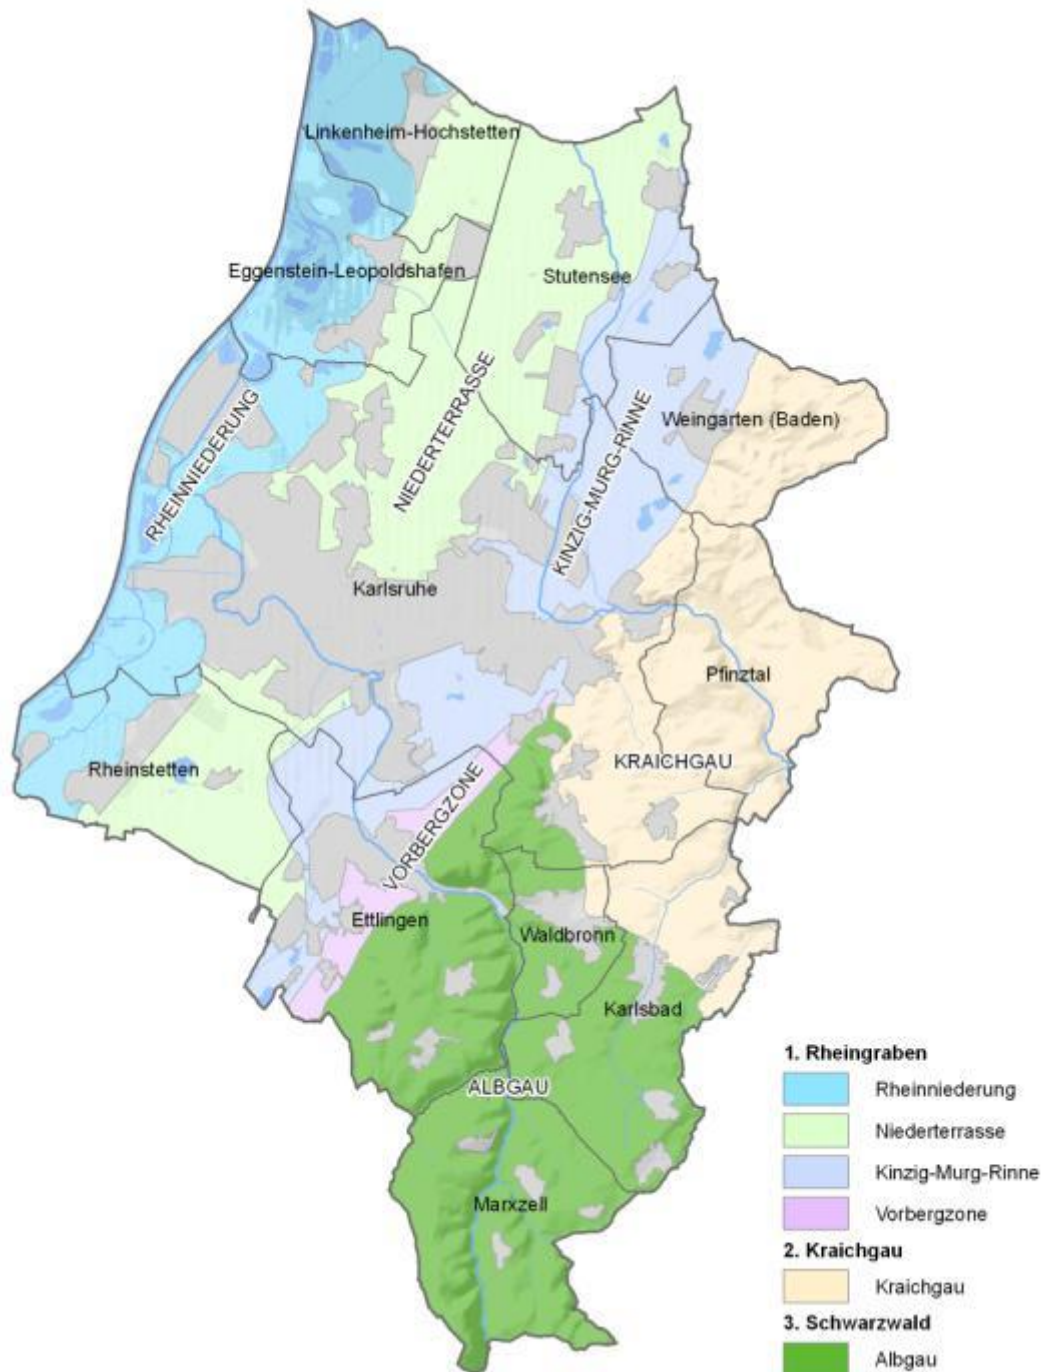 Linkenheim-Hochstetten
Eggenstein-Leopoldshafen
Stutensee
RHEINNIEDERUNG
NIEDERTERRASSE
KINZIG-MURG-RINNE
Weingarten (Baden)
Karlsruhe
Pfinztal
Rheinstetten
KRAICHGAU
VORBERGZONE
Ettlingen
Waldbronn
Karlsbad
ALBGAU
Marxzell
1. Rheingraben
Rheinniederung
Niederterrasse
Kinzig-Murg-Rinne
Vorbergzone
2. Kraichgau
Kraichgau
3. Schwarzwald
Albgau